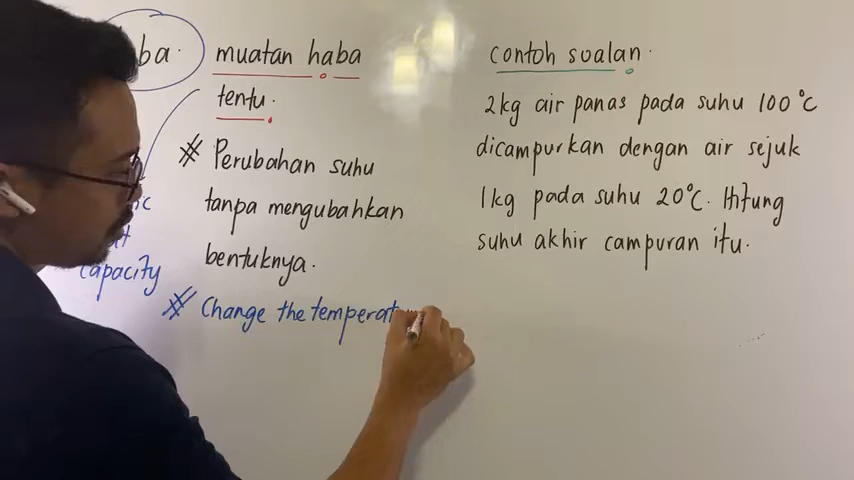 muatan haba
tentu.
Perubahan suhu
tanpa mengubahkan
bentuknya.
capacity
Change the temperat
contoh soalan.
2kg air panas pada suhu 100°C
dicampurkan dengan air sejuk
1kg pada suhu 20°C. Hitung
suhu akhir campuran itu.